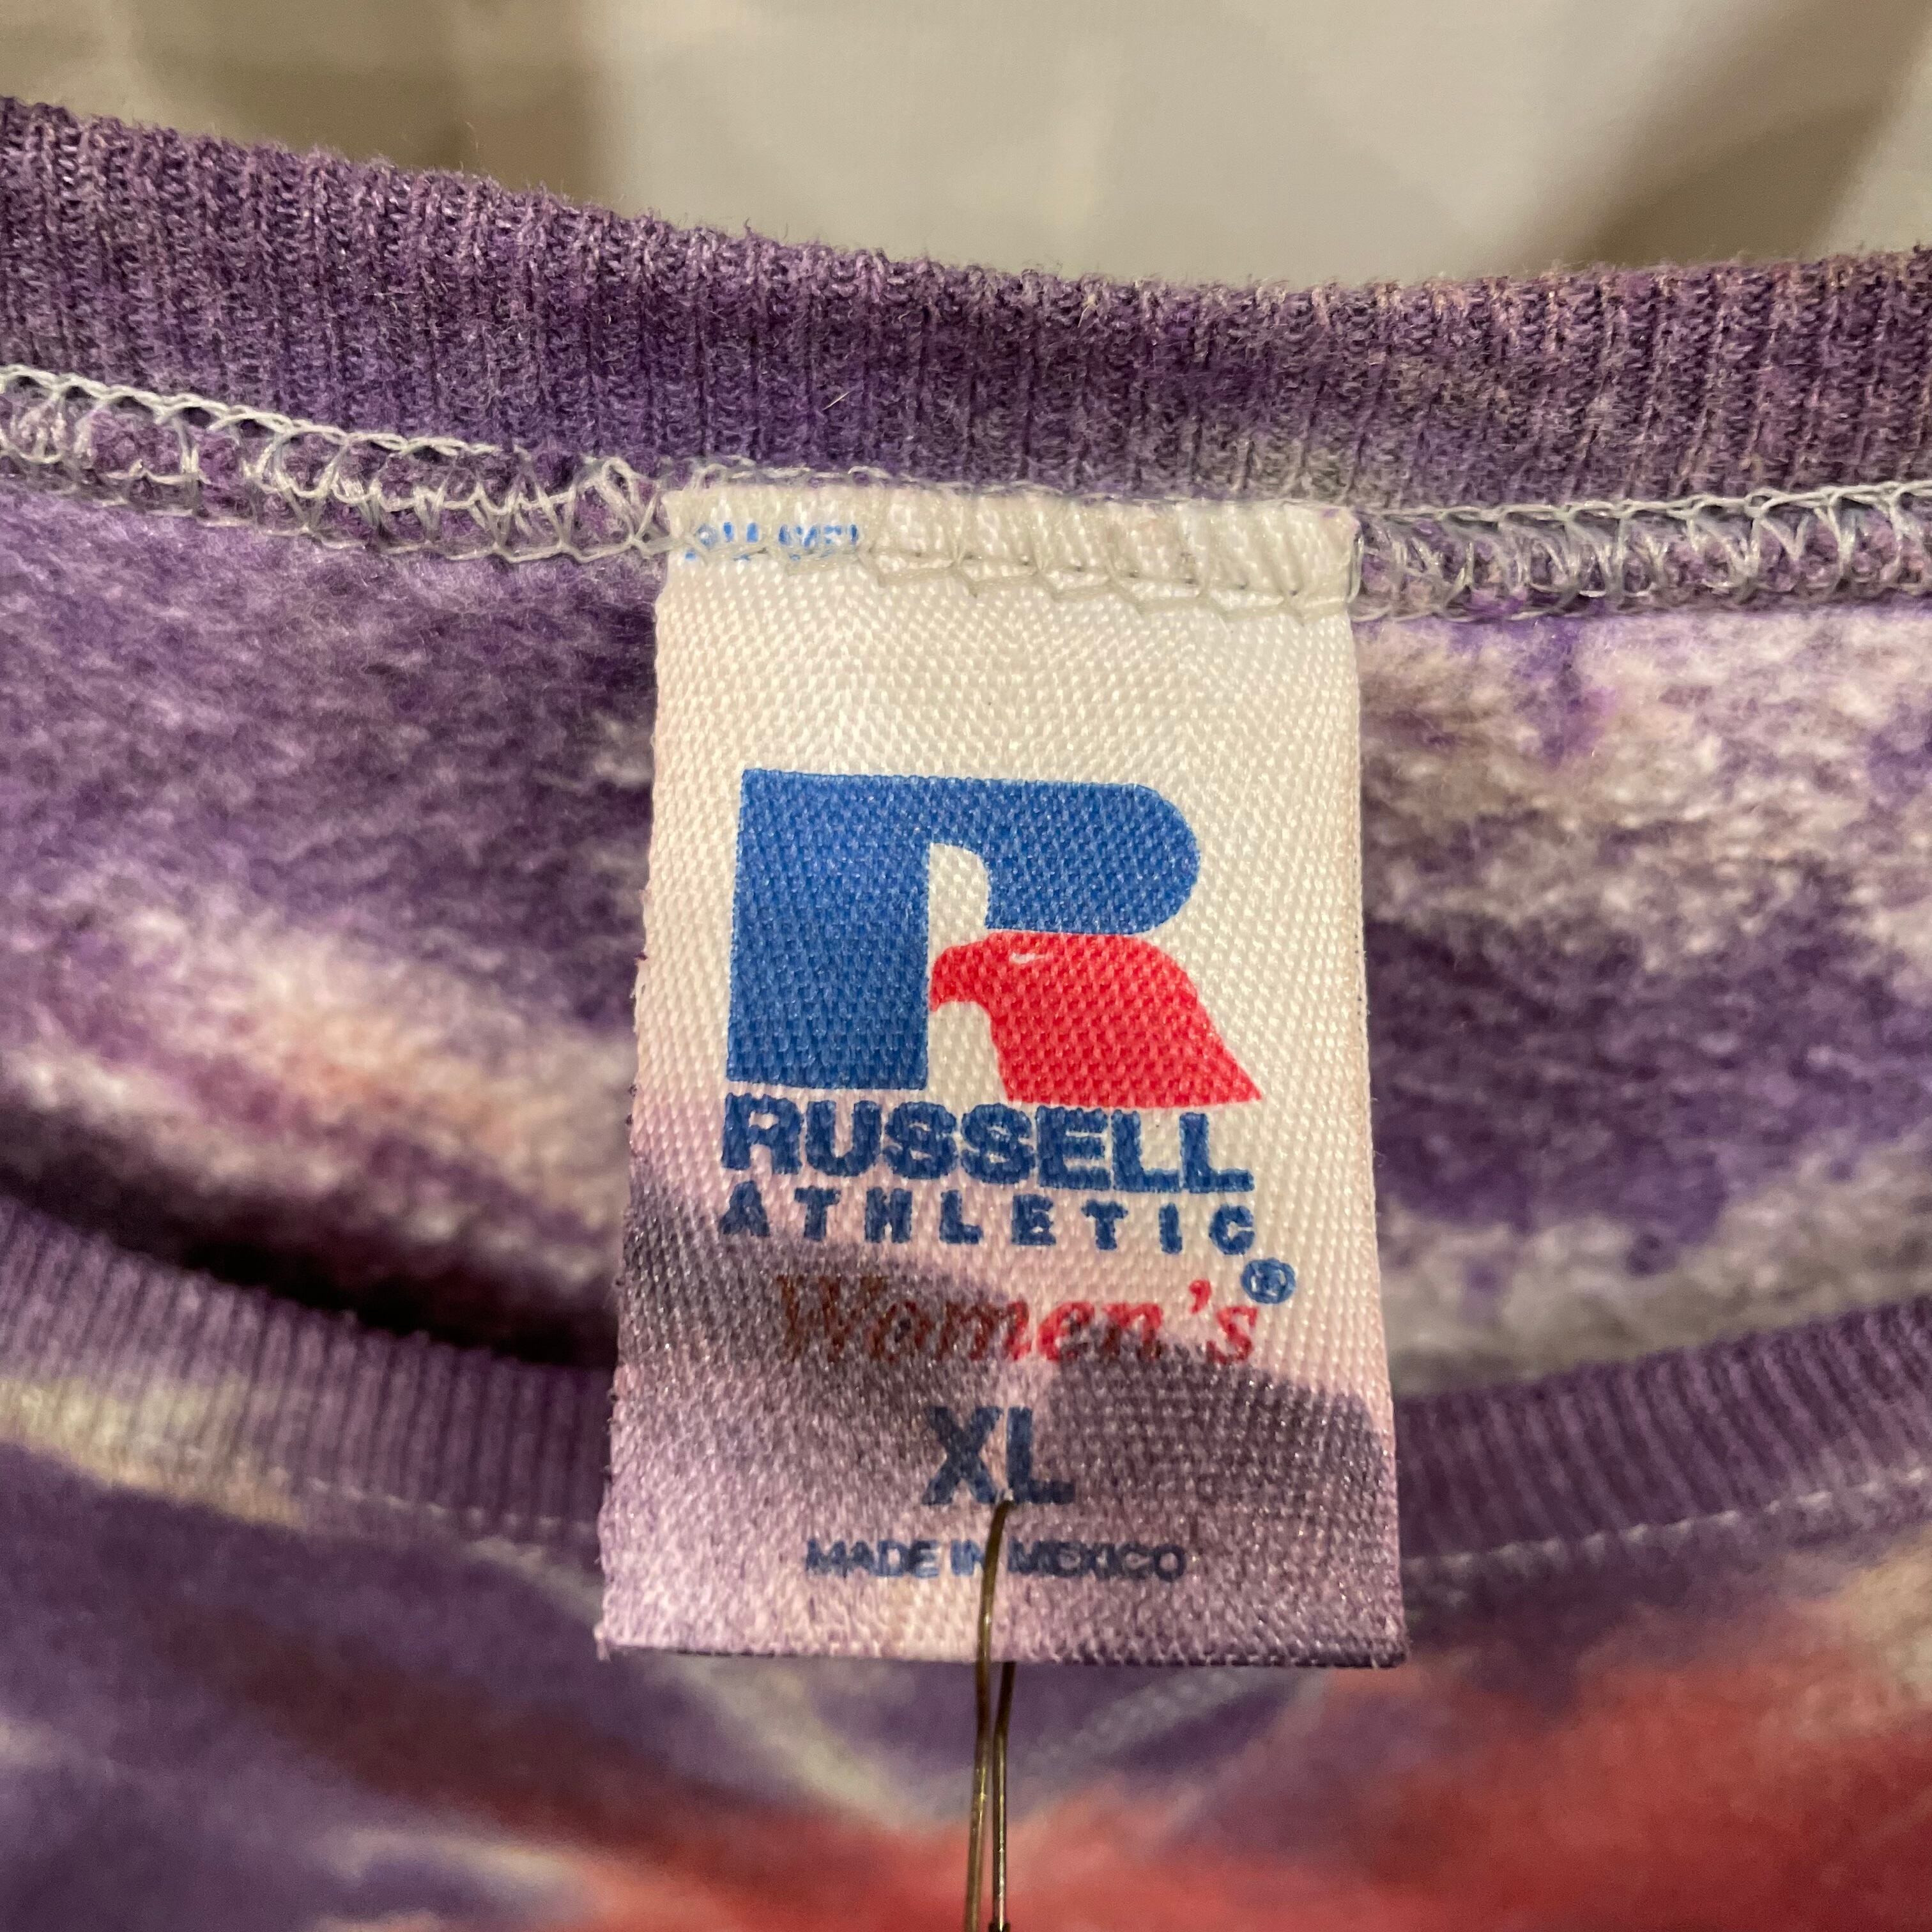 RUSSELL
ATHLETIC®
Women's
XL
MADE IN MEXICO